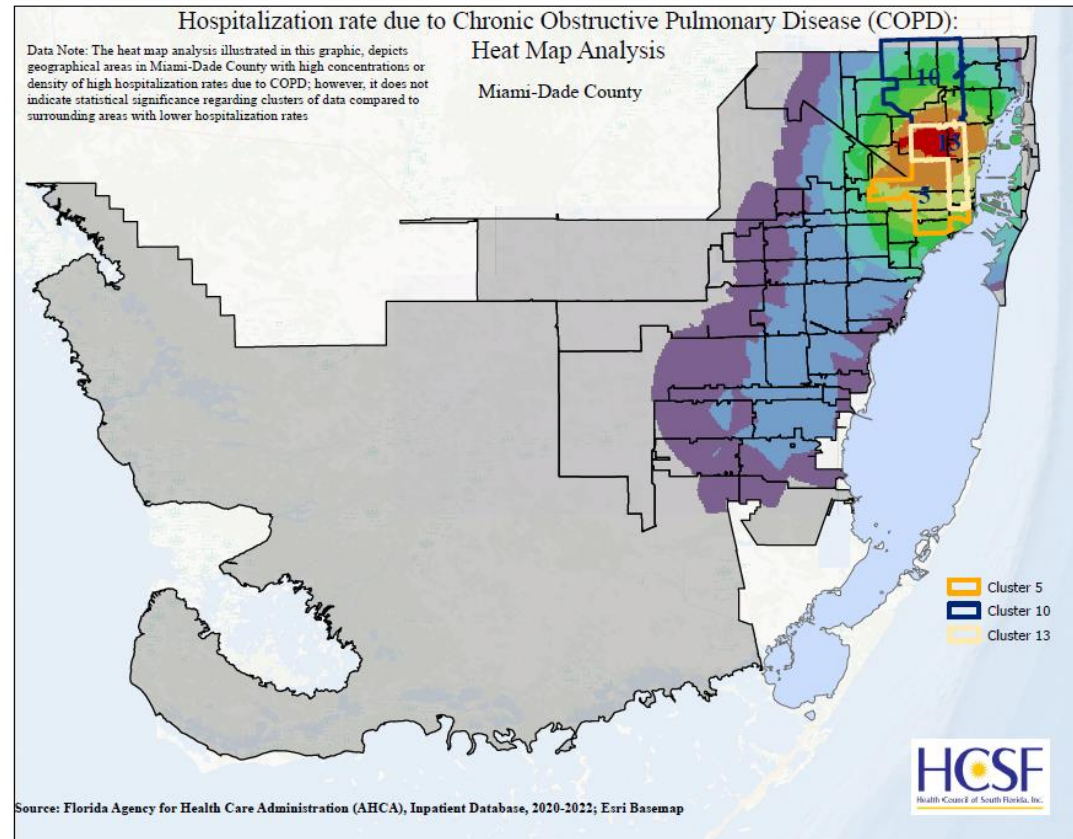 Hospitalization rate due to Chronic Obstructive Pulmonary Disease (COPD):
Heat Map Analysis
Miami-Dade County
Data Note: The heat map analysis illustrated in this graphic, depicts
geographical areas in Miami-Dade County with high concentrations or
density of high hospitalization rates due to COPD; however, it does not
indicate statistical significance regarding clusters of data compared to
surrounding areas with lower hospitalization rates
10
13
5
Cluster 5
Cluster 10
Cluster 13
HCSF
Health Council of South Florida, Inc.
Source: Florida Agency for Health Care Administration (AHCA), Inpatient Database, 2020-2022; Esri Basemap